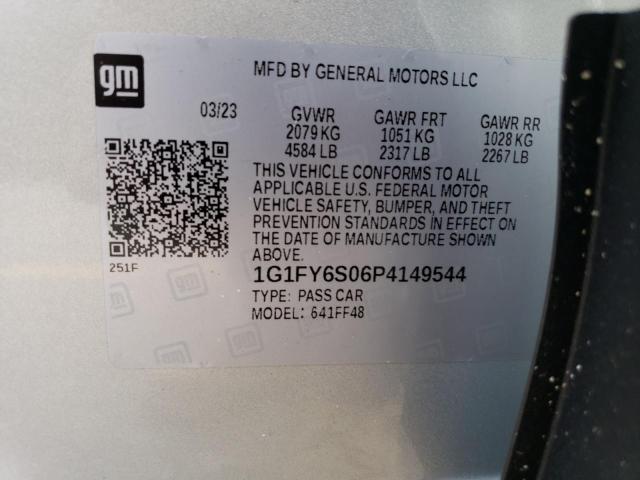 gm
MFD BY GENERAL MOTORS LLC
03/23 GVWR GAWR FRT GAWR RR
2079 KG 1051 KG 1028 KG
4584 LB 2317 LB 2267 LB
THIS VEHICLE CONFORMS TO ALL
APPLICABLE U.S. FEDERAL MOTOR
VEHICLE SAFETY, BUMPER, AND THEFT
PREVENTION STANDARDS IN EFFECT ON
THE DATE OF MANUFACTURE SHOWN
ABOVE.
251F
1G1FY6S06P4149544
TYPE: PASS CAR
MODEL: 641FF48